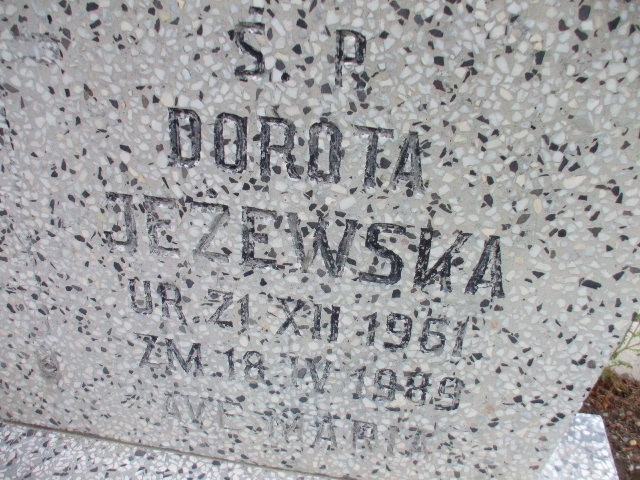 Ś. P
DOROTA
JEZEWSKA
UR. 21 XII 1961
ZM. 18 IV 1989
AVE MARIA